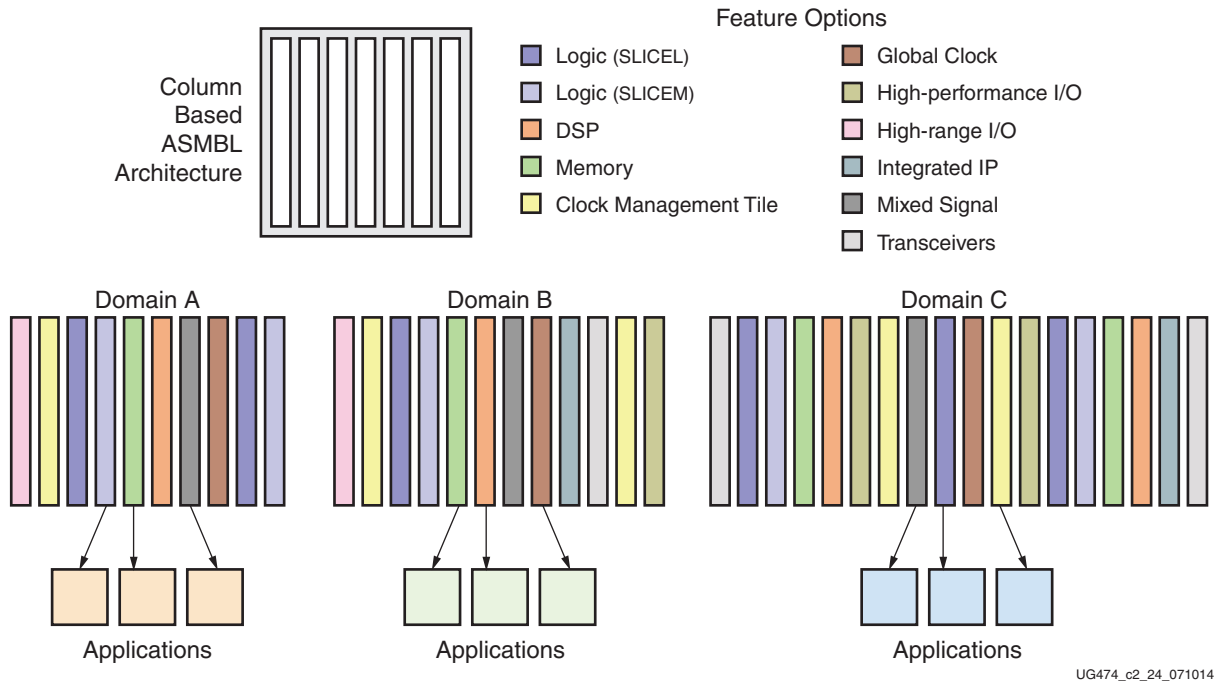 Feature Options
Column
Based
ASMBL
Architecture
Logic (SLICEL)
Logic (SLICEM)
DSP
Memory
Clock Management Tile
Global Clock
High-performance I/O
High-range I/O
Integrated IP
Mixed Signal
Transceivers
Domain A
Domain B
Domain C
Applications
Applications
Applications
UG474_c2_24_071014